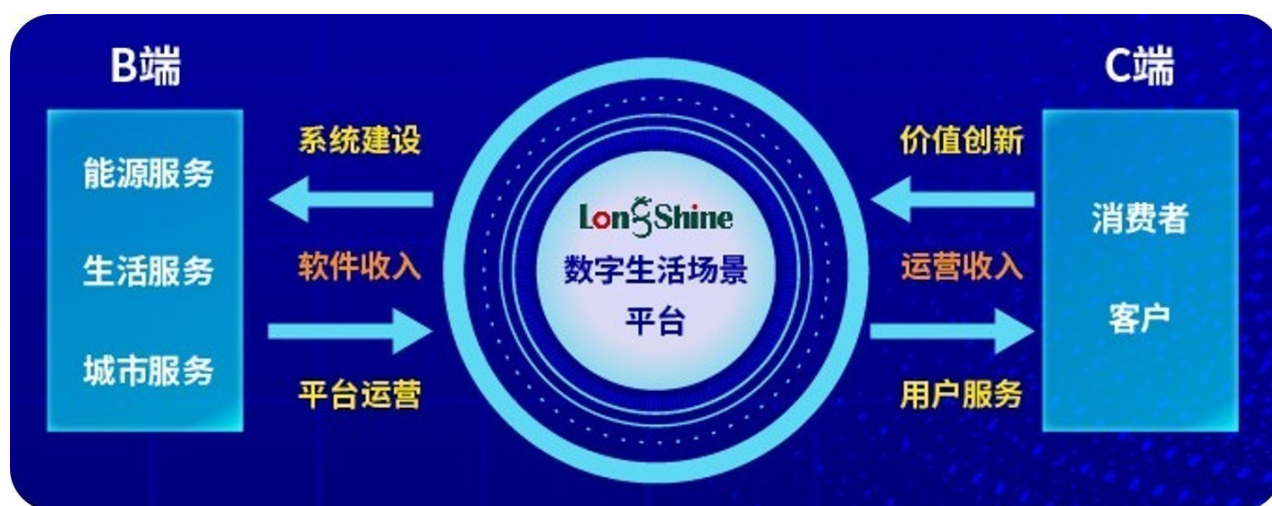 B端
能源服务
生活服务
城市服务
系统建设
软件收入
平台运营
LongShine
数字生活场景
平台
价值创新
运营收入
用户服务
C端
消费者
客户